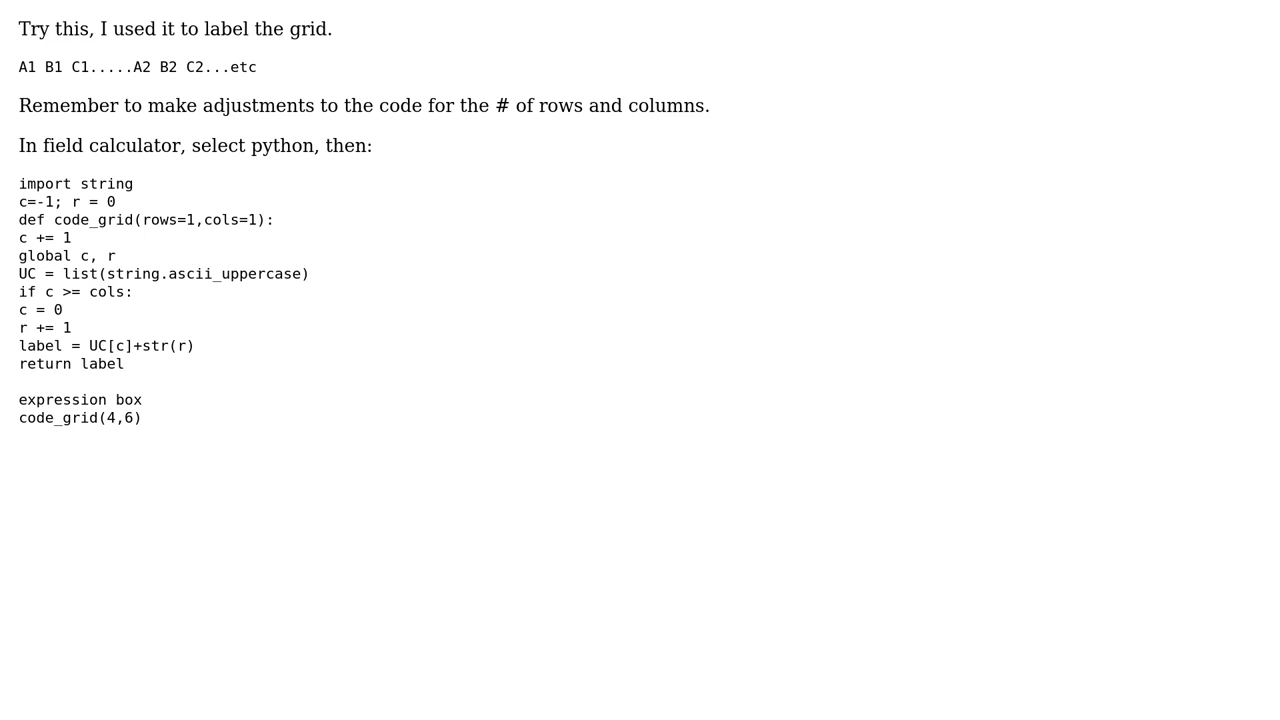 Try this, I used it to label the grid.
A1 B1 C1.....A2 B2 C2...etc
Remember to make adjustments to the code for the # of rows and columns.
In field calculator, select python, then:
import string
c=-1; r = 0
def code_grid(rows=1,cols=1):
c += 1
global c, r
UC = list(string.ascii_uppercase)
if c >= cols:
c = 0
r += 1
label = UC[c]+str(r)
return label
expression box
code_grid(4,6)